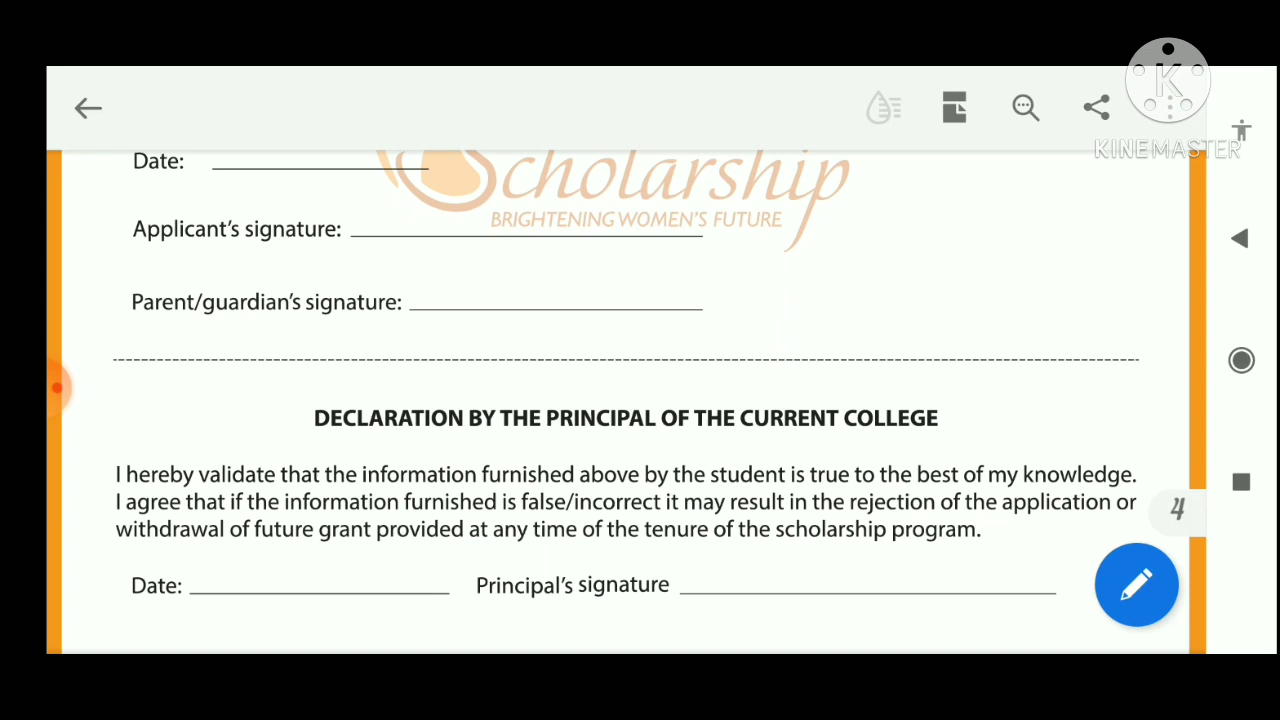 K
KINEMASTER
Date:
Scholarship
BRIGHTENING WOMEN'S FUTURE
Applicant's signature:
Parent/guardian's signature:
DECLARATION BY THE PRINCIPAL OF THE CURRENT COLLEGE
I hereby validate that the information furnished above by the student is true to the best of my knowledge.
I agree that if the information furnished is false/incorrect it may result in the rejection of the application or
withdrawal of future grant provided at any time of the tenure of the scholarship program.
4
Date: Principal's signature